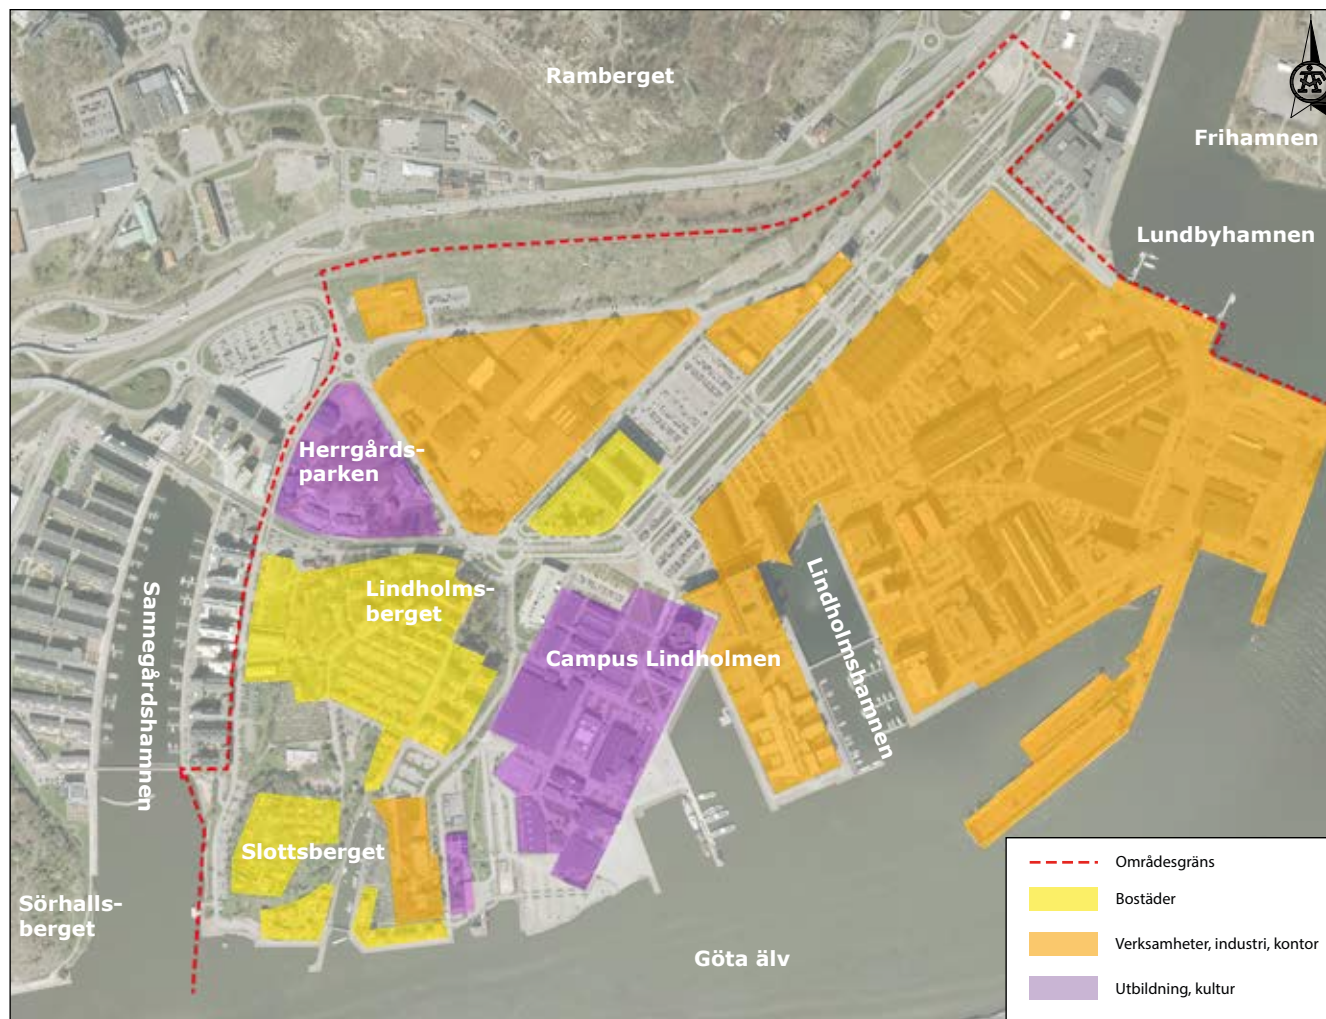 Ramberget
Frihamnen
Lundbyhamnen
Herrgårds-
parken
Lindholms-
berget
Sannegårdshamnen
Campus Lindholmen
Lindholmshamnen
Slottsberget
Sörhalls-
berget
Göta älv
Områdesgräns
Bostäder
Verksamheter, industri, kontor
Utbildning, kultur